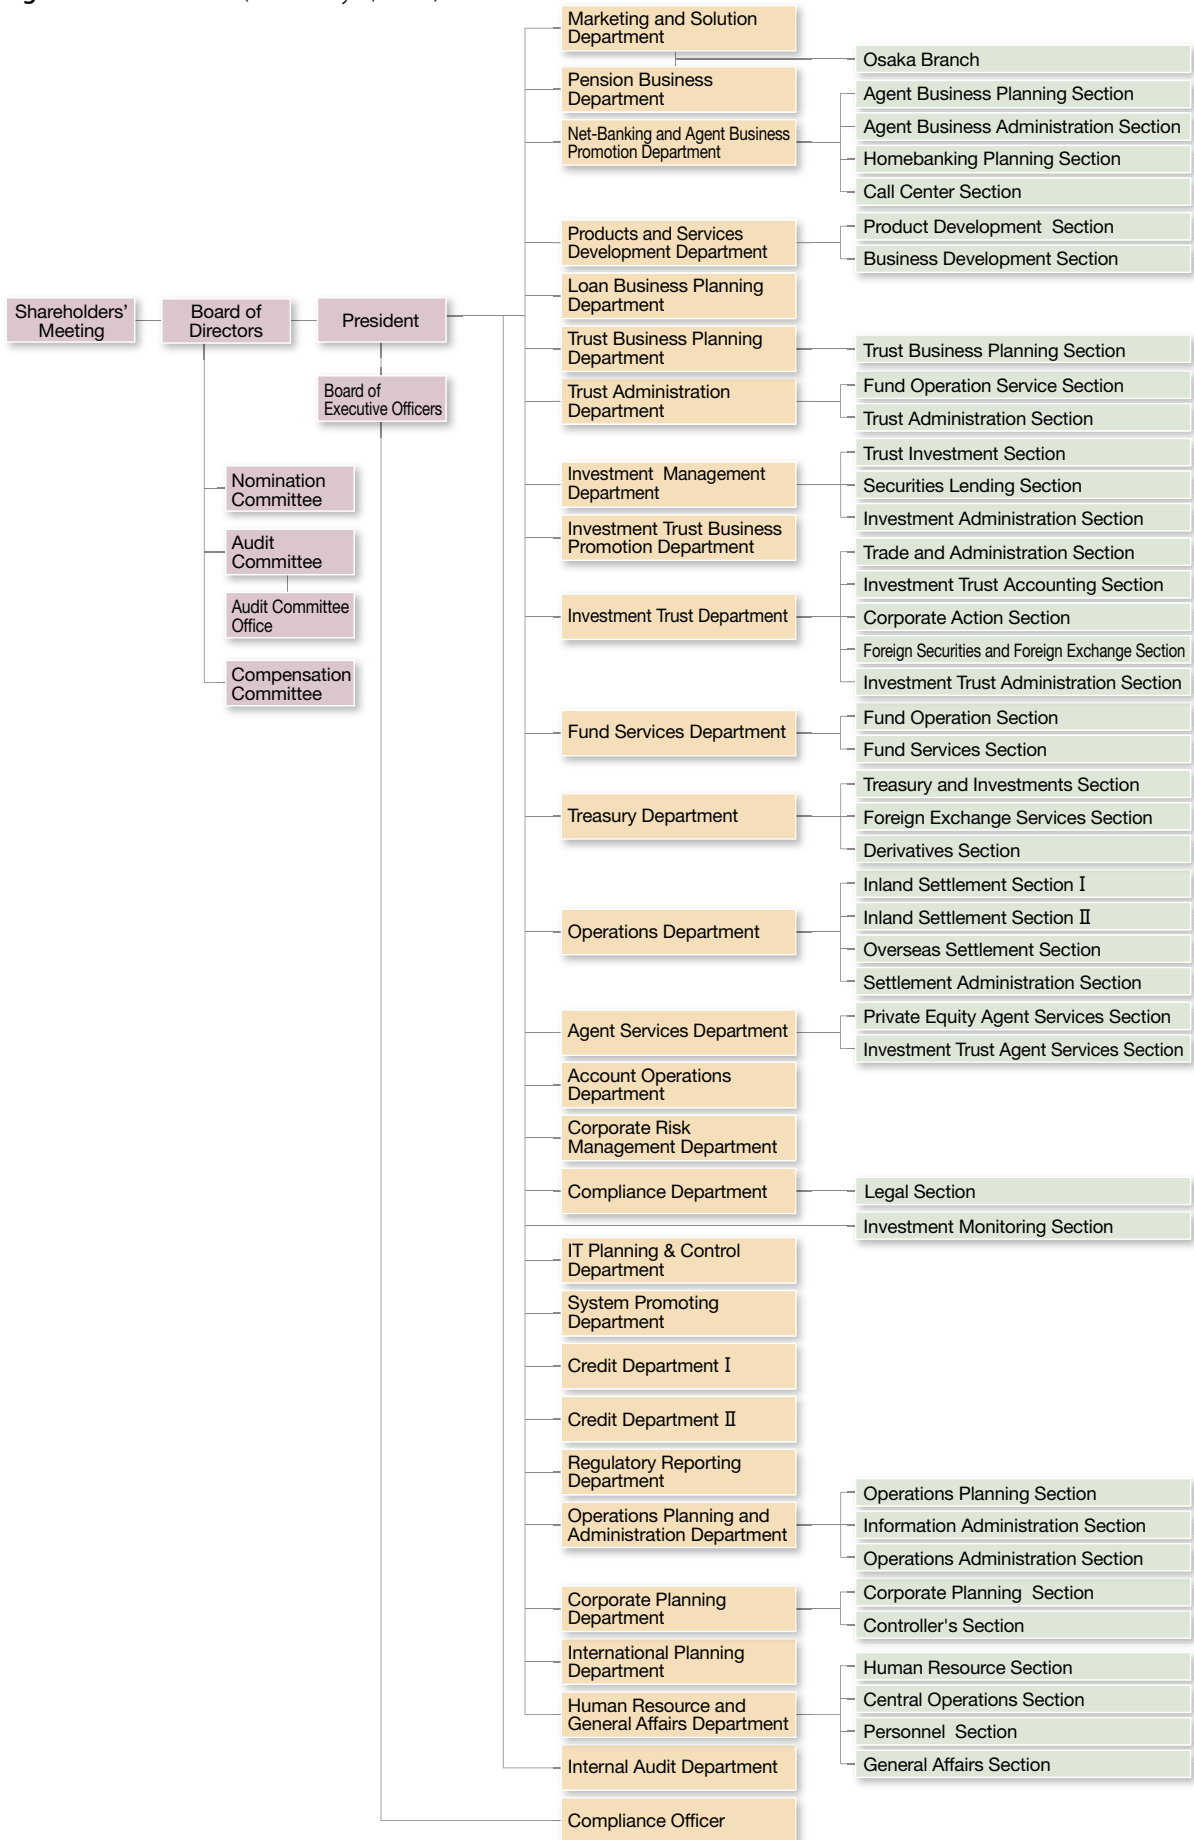 Marketing and Solution
Department
Osaka Branch
Pension Business
Department
Net-Banking and Agent Business
Promotion Department
Agent Business Planning Section
Agent Business Administration Section
Homebanking Planning Section
Call Center Section
Products and Services
Development Department
Product Development Section
Business Development Section
Loan Business Planning
Department
Shareholders'
Meeting
Board of
Directors
President
Board of
Executive Officers
Nomination
Committee
Audit
Committee
Audit Committee
Office
Compensation
Committee
Trust Business Planning
Department
Trust Business Planning Section
Trust Administration
Department
Fund Operation Service Section
Trust Administration Section
Investment Management
Department
Trust Investment Section
Securities Lending Section
Investment Administration Section
Investment Trust Business
Promotion Department
Investment Trust Department
Trade and Administration Section
Investment Trust Accounting Section
Corporate Action Section
Foreign Securities and Foreign Exchange Section
Investment Trust Administration Section
Fund Services Department
Fund Operation Section
Fund Services Section
Treasury Department
Treasury and Investments Section
Foreign Exchange Services Section
Derivatives Section
Operations Department
Inland Settlement Section Ⅰ
Inland Settlement Section Ⅱ
Overseas Settlement Section
Settlement Administration Section
Agent Services Department
Private Equity Agent Services Section
Investment Trust Agent Services Section
Account Operations
Department
Corporate Risk
Management Department
Compliance Department
Legal Section
Investment Monitoring Section
IT Planning & Control
Department
System Promoting
Department
Credit Department Ⅰ
Credit Department Ⅱ
Regulatory Reporting
Department
Operations Planning and
Administration Department
Operations Planning Section
Information Administration Section
Operations Administration Section
Corporate Planning
Department
Corporate Planning Section
Controller's Section
International Planning
Department
Human Resource and
General Affairs Department
Human Resource Section
Central Operations Section
Personnel Section
General Affairs Section
Internal Audit Department
Compliance Officer